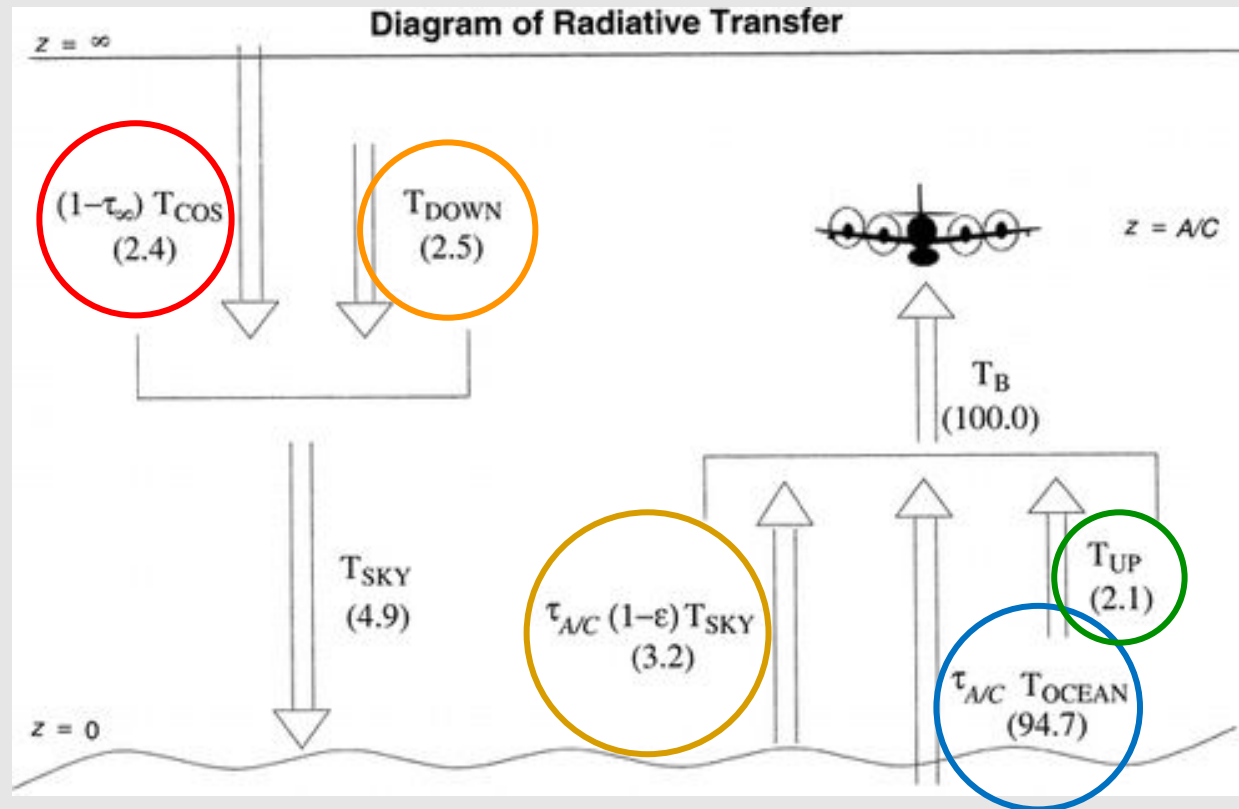 Diagram of Radiative Transfer
z = ∞
(1−τ∞) TCOS
(2.4)
TDOWN
(2.5)
z = A/C
TB
(100.0)
TSKY
(4.9)
τA/C (1−ε) TSKY
(3.2)
TUP
(2.1)
τA/C TOCEAN
(94.7)
z = 0